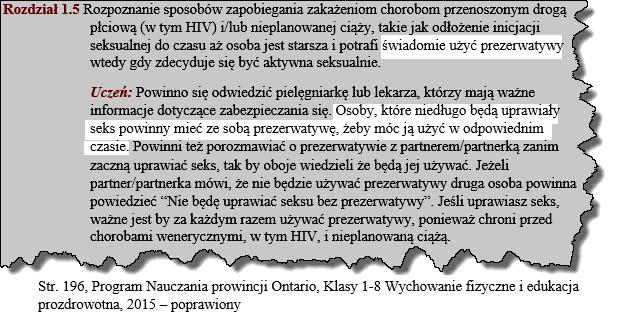 Rozdział 1.5 Rozpoznanie sposobów zapobiegania zakażeniom chorobom przenoszonym drogą
płciową (w tym HIV) i/lub nieplanowanej ciąży, takie jak odłożenie inicjacji
seksualnej do czasu aż osoba jest starsza i potrafi świadomie użyć prezerwatywy
wtedy gdy zdecyduje się być aktywna seksualnie.
Uczeń: Powinno się odwiedzić pielęgniarkę lub lekarza, którzy mają ważne
informacje dotyczące zabezpieczania się. Osoby, które niedługo będą uprawiały
seks powinny mieć ze sobą prezerwatywę, żeby móc ją użyć w odpowiednim
czasie. Powinni też porozmawiać o prezerwatywie z partnerem/partnerką zanim
zaczną uprawiać seks, tak by oboje wiedzieli że będą jej używać. Jeżeli
partner/partnerka mówi, że nie będzie używać prezerwatywy druga osoba powinna
powiedzieć “Nie będę uprawiać seksu bez prezerwatywy”. Jeśli uprawiasz seks,
ważne jest by za każdym razem używać prezerwatywy, ponieważ chroni przed
chorobami wenerycznymi, w tym HIV, i nieplanowaną ciążą.
Str. 196, Program Nauczania prowincji Ontario, Klasy 1-8 Wychowanie fizyczne i edukacja
prozdrowotna, 2015 – poprawiony